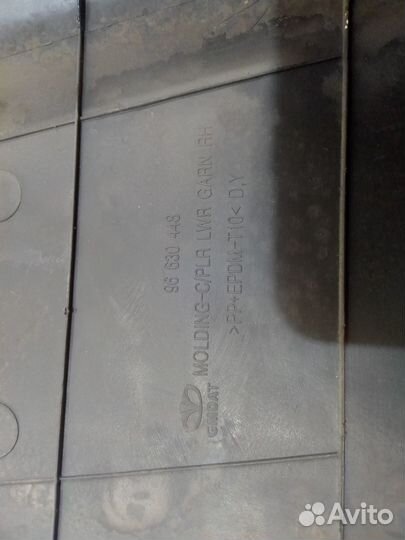 96 630 448
MOLDING-C/PLR LWR GARN RH
GMDAT >PP+EPDM-T10< D,Y
Avito